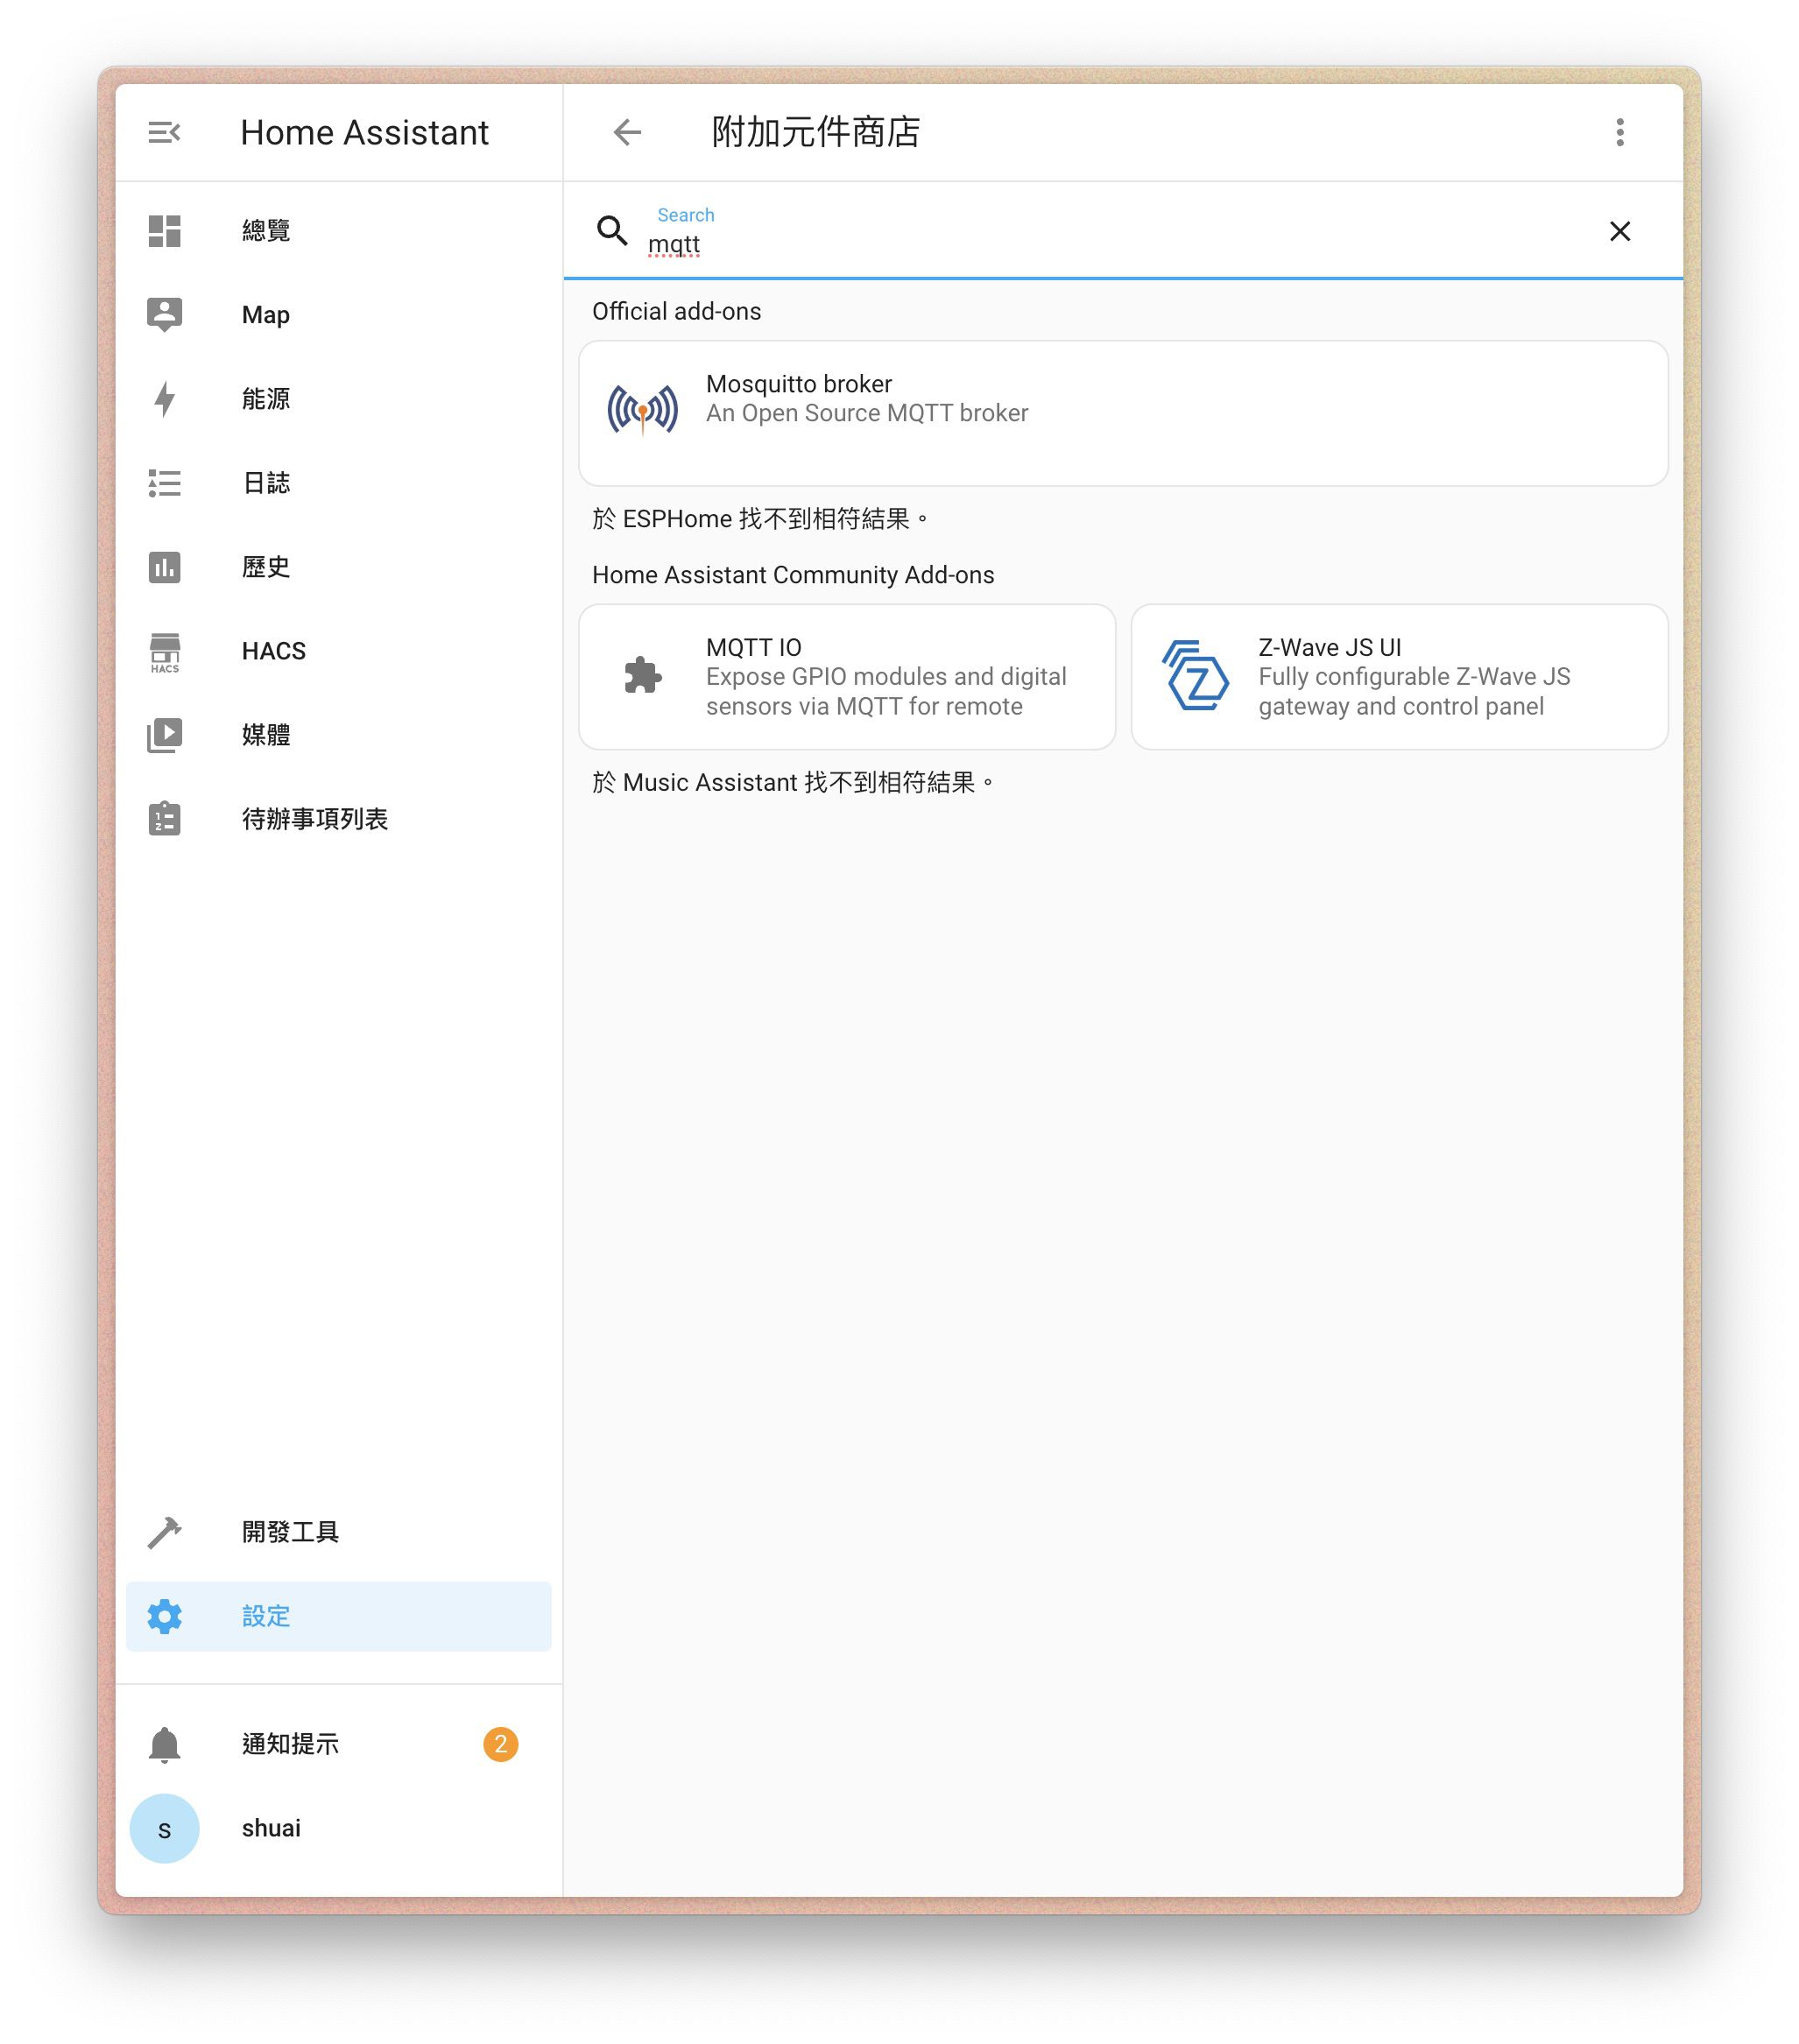 Home Assistant
總覽
Map
能源
日誌
歷史
HACS
HACS
媒體
待辦事項列表
開發工具
設定
通知提示
2
s
shuai
附加元件商店
Search
mqtt
Official add-ons
Mosquitto broker
An Open Source MQTT broker
於 ESPHome 找不到相符結果。
Home Assistant Community Add-ons
MQTT IO
Expose GPIO modules and digital
sensors via MQTT for remote
Z-Wave JS UI
Fully configurable Z-Wave JS
gateway and control panel
於 Music Assistant 找不到相符結果。